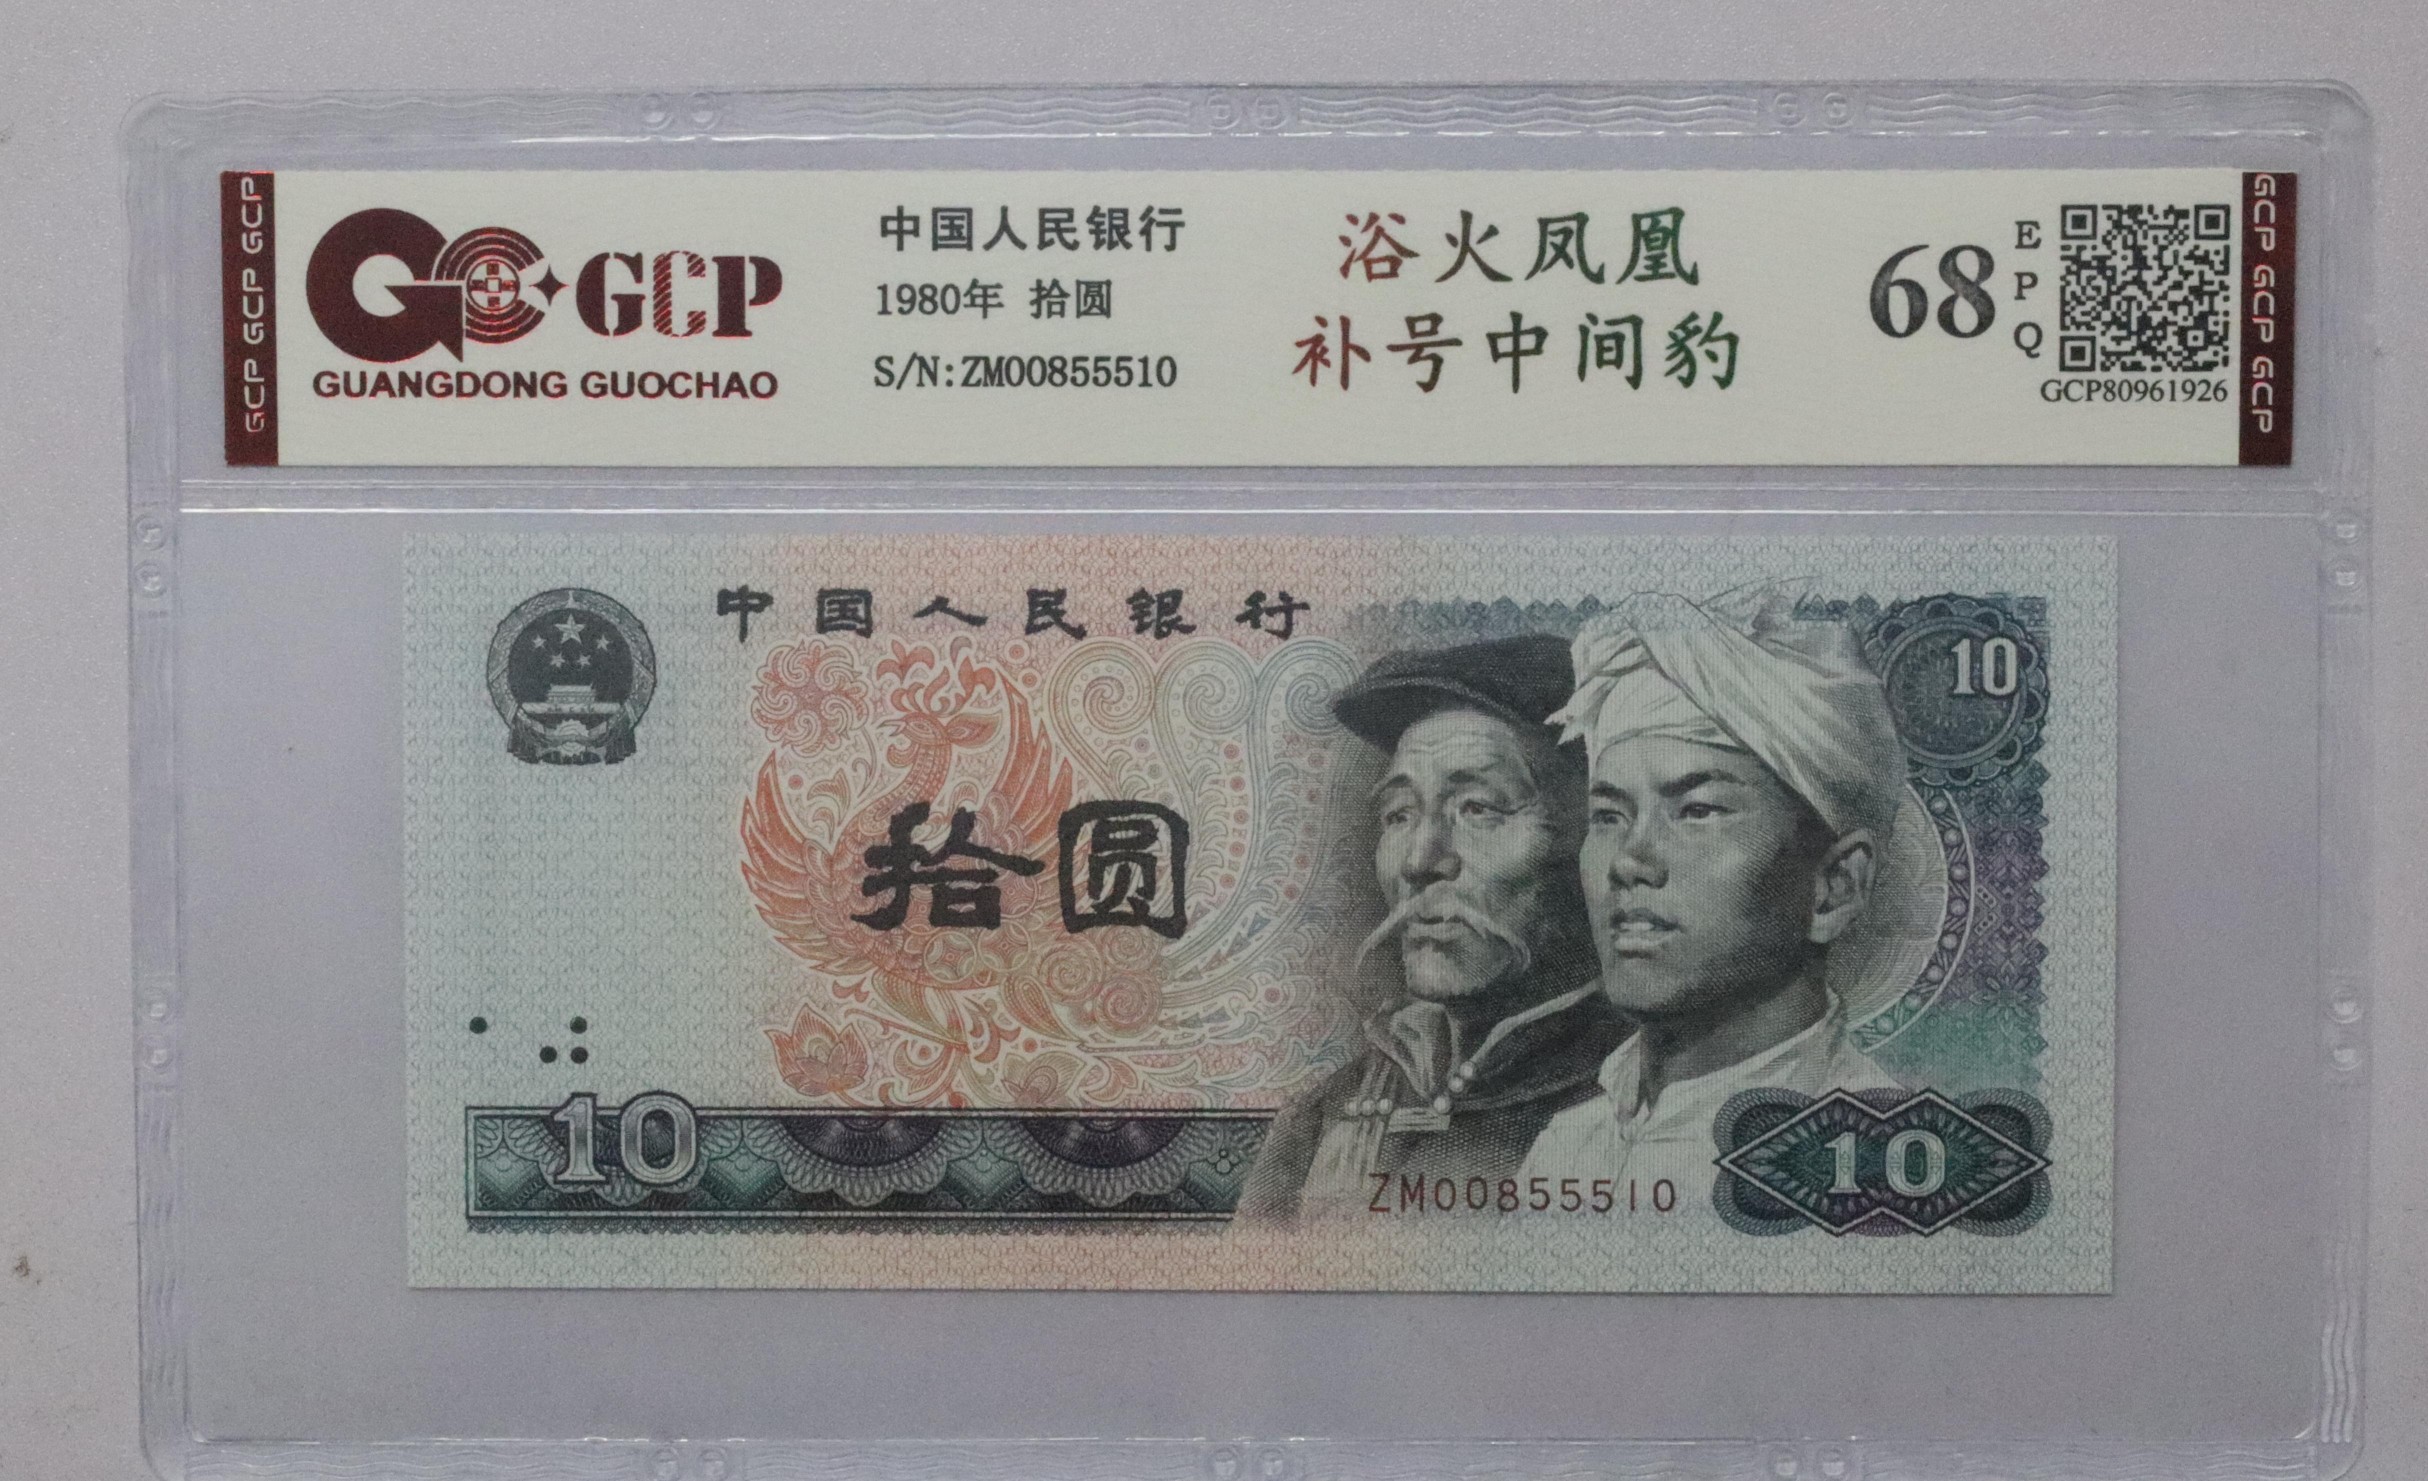 GCP GCP GCP
GCP
GUANGDONG GUOCHAO
中国人民银行
1980年 拾圆
S/N:ZM00855510
浴火凤凰
补号中间豹
68
EPQ
GCP80961926
GCP GCP GCP
中国人民银行
10
拾圆
10
ZM00855510
10